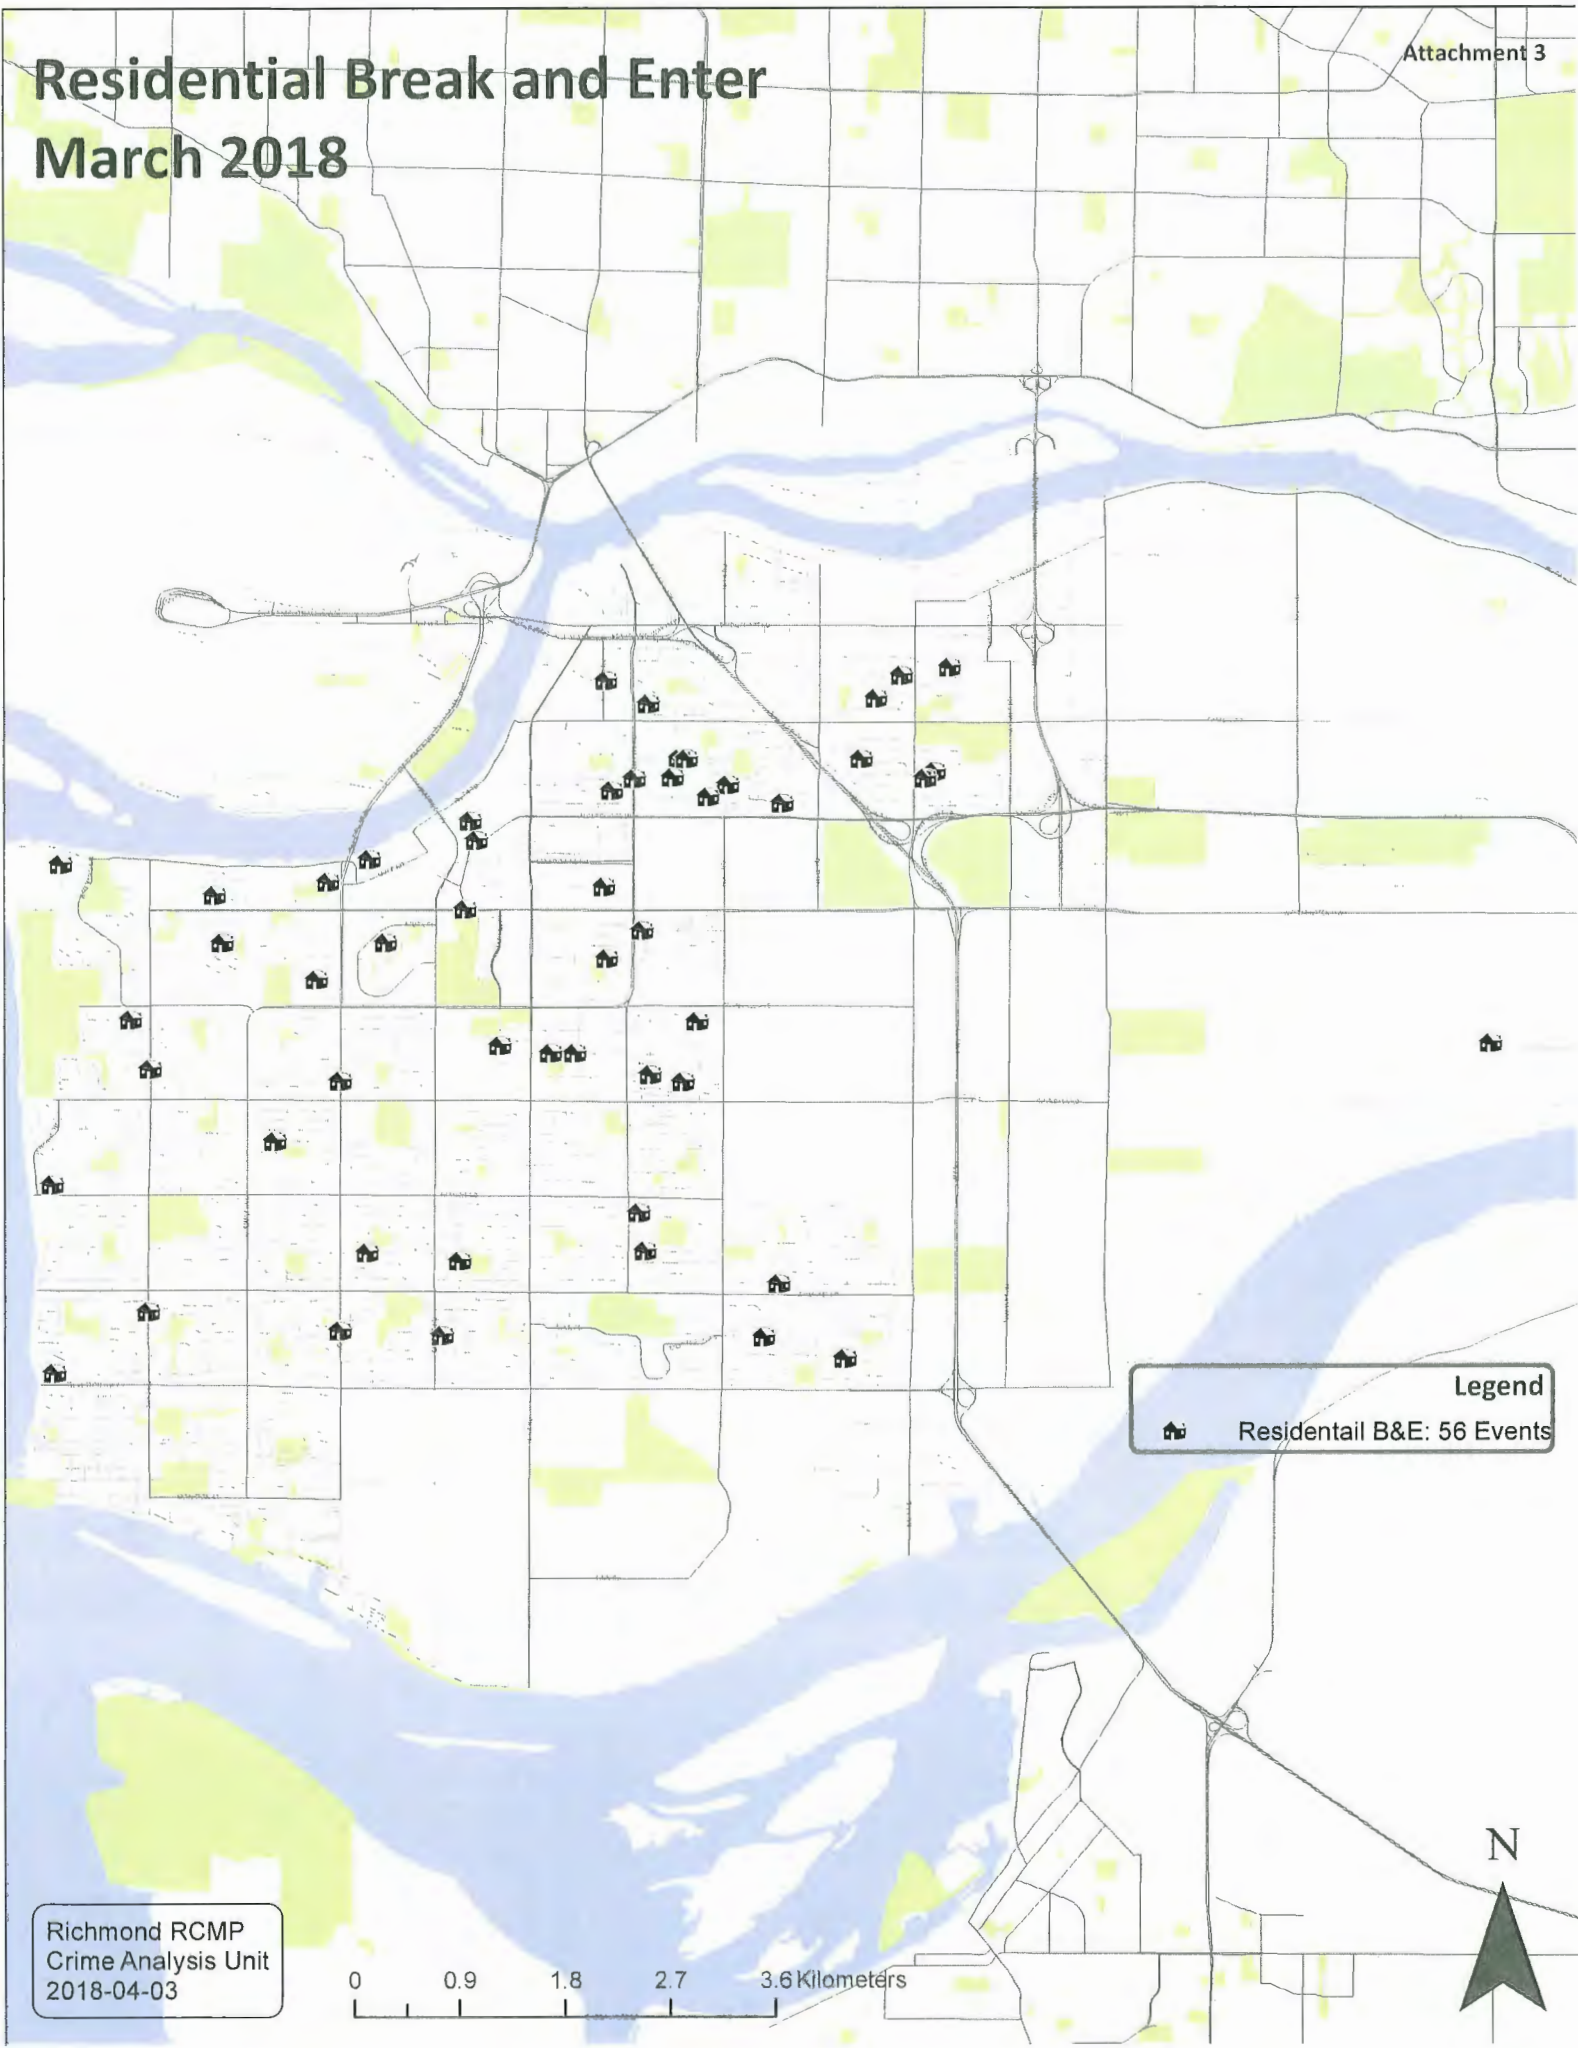 Attachment 3
Residential Break and Enter
March 2018
Legend
Residentail B&E: 56 Events
N
Richmond RCMP
Crime Analysis Unit
2018-04-03
0 0.9 1.8 2.7 3.6 Kilometers